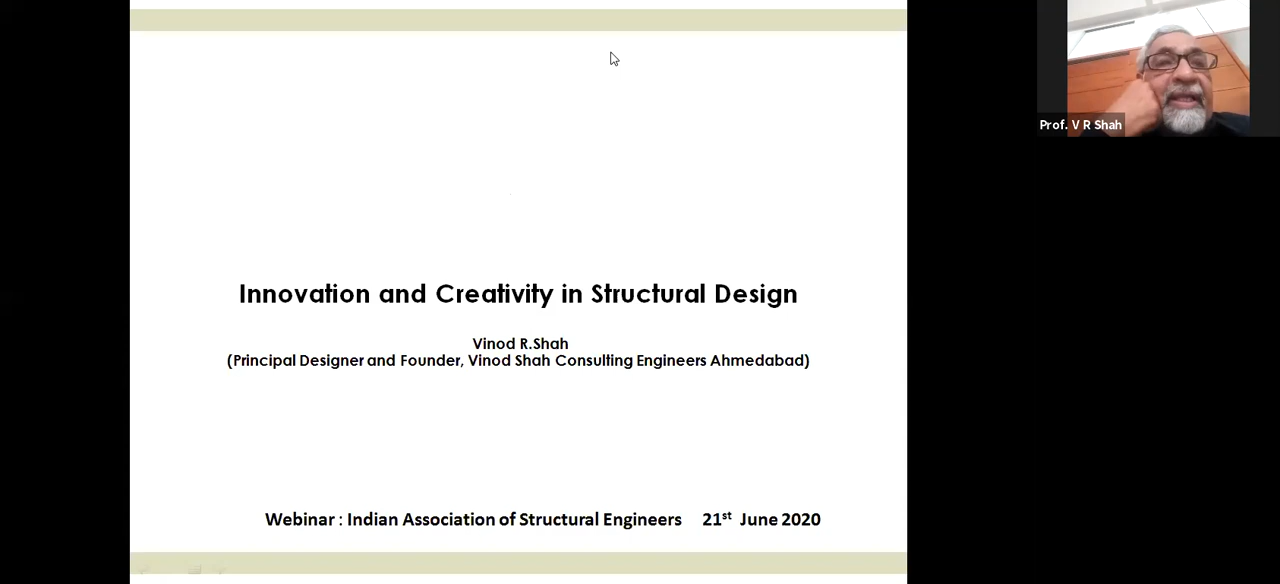 Innovation and Creativity in Structural Design
Vinod R.Shah
(Principal Designer and Founder, Vinod Shah Consulting Engineers Ahmedabad)
Webinar : Indian Association of Structural Engineers 21st June 2020
Prof. V R Shah